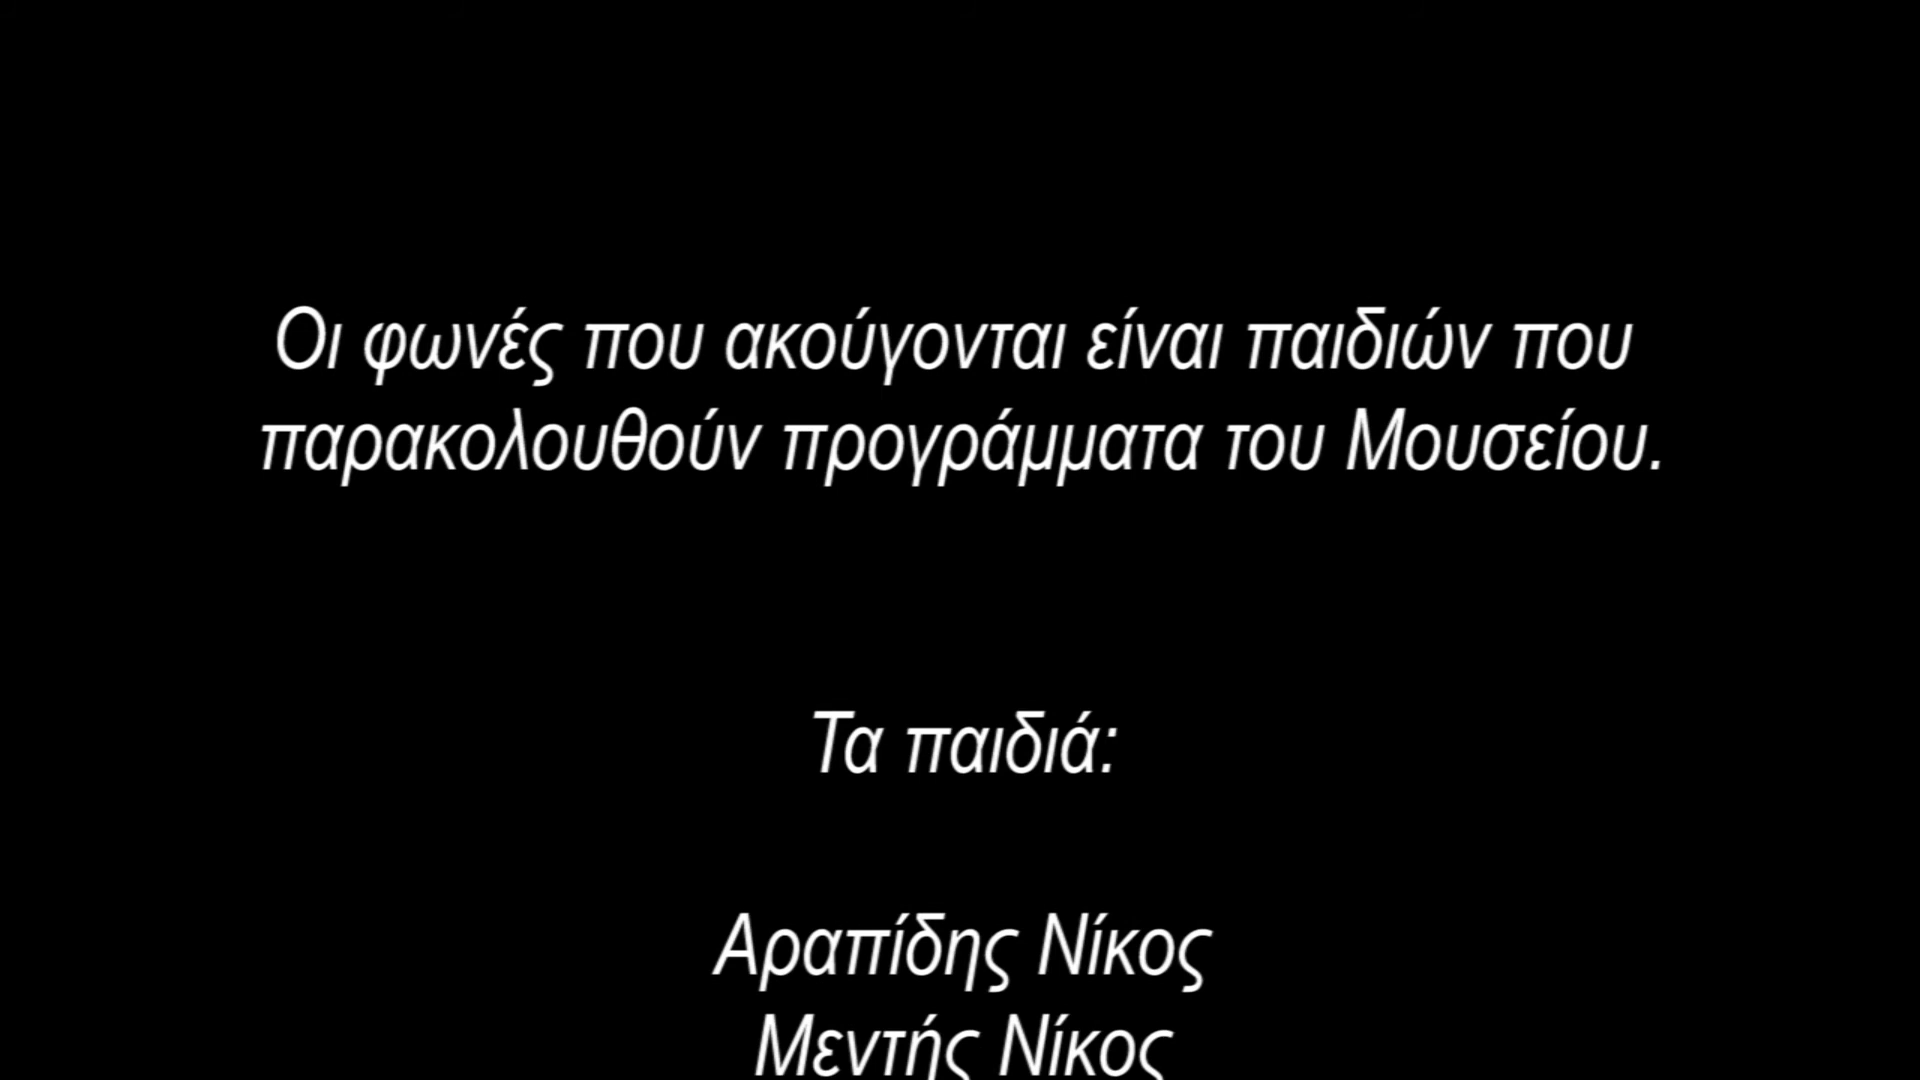 Οι φωνές που ακούγονται είναι παιδιών που
παρακολουθούν προγράμματα του Μουσείου.
Τα παιδιά:
Αραπίδης Νίκος
Μεντής Νίκος